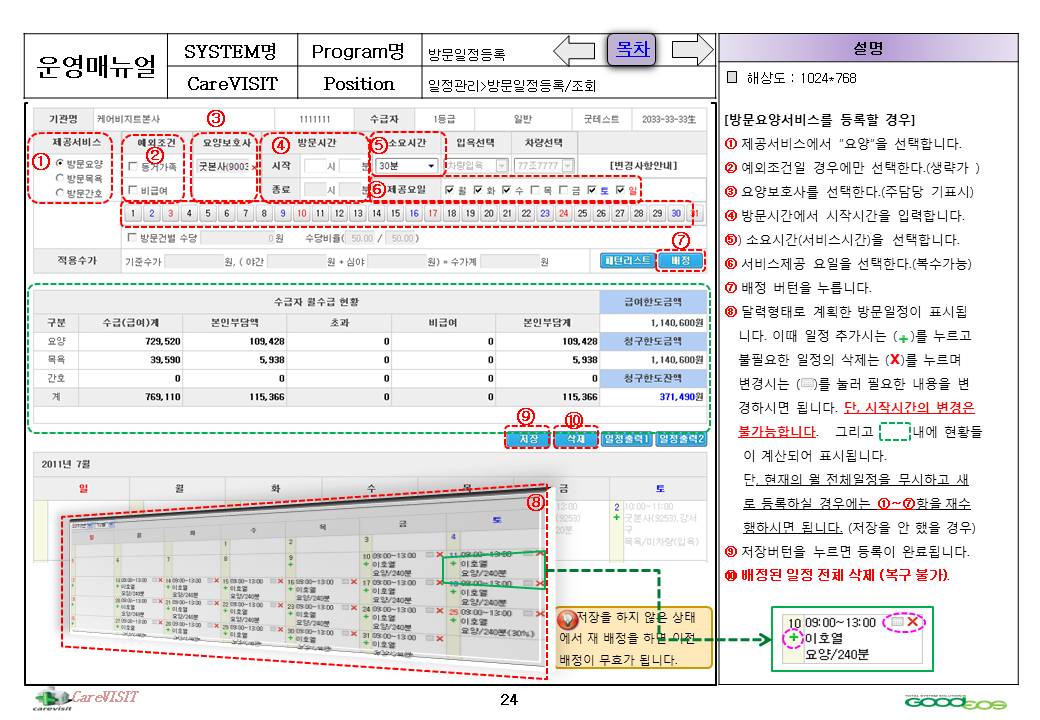 운영매뉴얼 SYSTEM명 Program명 방문일정등록 목차
CareVISIT Position 일정관리>방문일정등록/조회
기관명 케어비지트본사 1111111 수급자 1등급 일반 굿테스트 2033-33-33生
제공서비스 예외조건 ③ 요양보호사 ④ 방문시간 ⑤ 소요시간 입욕선택 차량선택
① 방문요양 ② 동거가족 굿본사(9003 시작 시 분 30분 차량입욕 77조7777 [변경사항안내]
방문목욕
방문간호 비급여 종료 시 분 ⑥ 제공요일 월 화 수 목 금 토 일
1 2 3 4 5 6 7 8 9 10 11 12 13 14 15 16 17 18 19 20 21 22 23 24 25 26 27 28 29 30 31
방문건별 수당 0 원 수당비율( 50.00 / 50.00 ) ⑦
적용수가 기준수가 원, ( 야간 원 + 심야 원) = 수가계 원 패턴리스트 배정
수급자 월수급 현황 급여한도금액
구분 수급(급여)계 본인부담액 초과 비급여 본인부담계 1,140,600원
요양 729,520 109,428 0 0 109,428 청구한도금액
목욕 39,590 5,938 0 0 5,938 1,140,600원
간호 0 0 0 0 0 청구한도잔액
계 769,110 115,366 0 0 115,366 371,490원
⑨ ⑩
저장 삭제 일정출력1 일정출력2
2011년 7월
일 월 화 수 목 금 토
⑧
2 10:00~11:00
+ 굿본사(9253),강서구
목욕/미차량(입욕)
10 09:00~13:00
+ 이호열
요양/240분
11 09:00~13:00
+ 이호열
요양/240분
저장을 하지 않은 상태
에서 재 배정을 하면 이전
배정이 무효가 됩니다.
설명
해상도 : 1024*768
[방문요양서비스를 등록할 경우]
① 제공서비스에서 “요양”을 선택합니다.
② 예외조건일 경우에만 선택한다.(생략가 )
③ 요양보호사를 선택한다.(주담당 기표시)
④ 방문시간에서 시작시간을 입력합니다.
⑤) 소요시간(서비스시간)을 선택합니다.
⑥ 서비스제공 요일을 선택한다.(복수가능)
⑦ 배정 버턴을 누릅니다.
⑧ 달력형태로 계획한 방문일정이 표시됩
니다. 이때 일정 추가시는 (+)를 누르고
불필요한 일정의 삭제는 (X)를 누르며
변경시는 ( )를 눌러 필요한 내용을 변
경하시면 됩니다. 단, 시작시간의 변경은
불가능합니다. 그리고 내에 현황들
이 계산되어 표시됩니다.
단, 현재의 월 전체일정을 무시하고 새
로 등록하실 경우에는 ①~⑦항을 재수
행하시면 됩니다. (저장을 안 했을 경우)
⑨ 저장버턴을 누르면 등록이 완료됩니다.
⑩ 배정된 일정 전체 삭제 (복구 불가).
10 09:00~13:00 X
+ 이호열
요양/240분
CareVISIT
carevisit
24
TOTAL SYSTEM SOLUTION
GOODEOS